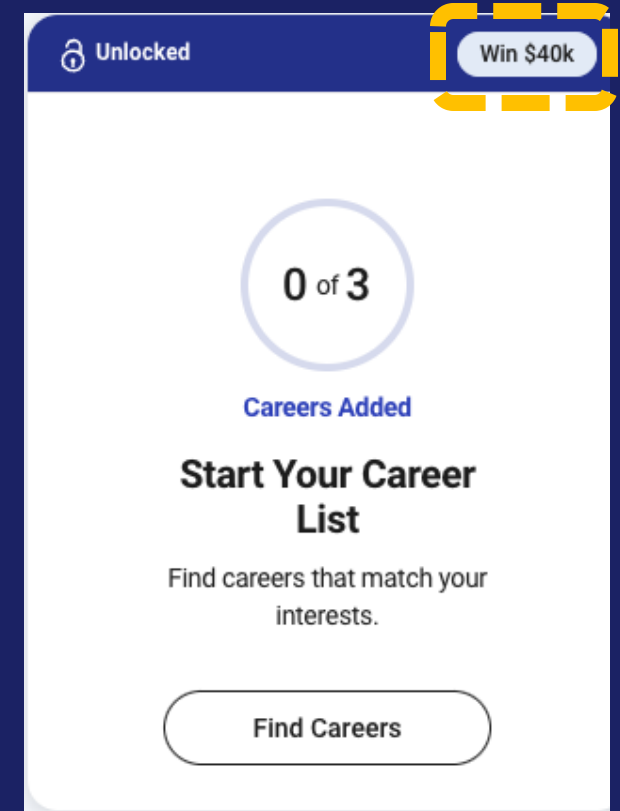 Unlocked
Win $40k
0 of 3
Careers Added
Start Your Career
List
Find careers that match your
interests.
Find Careers